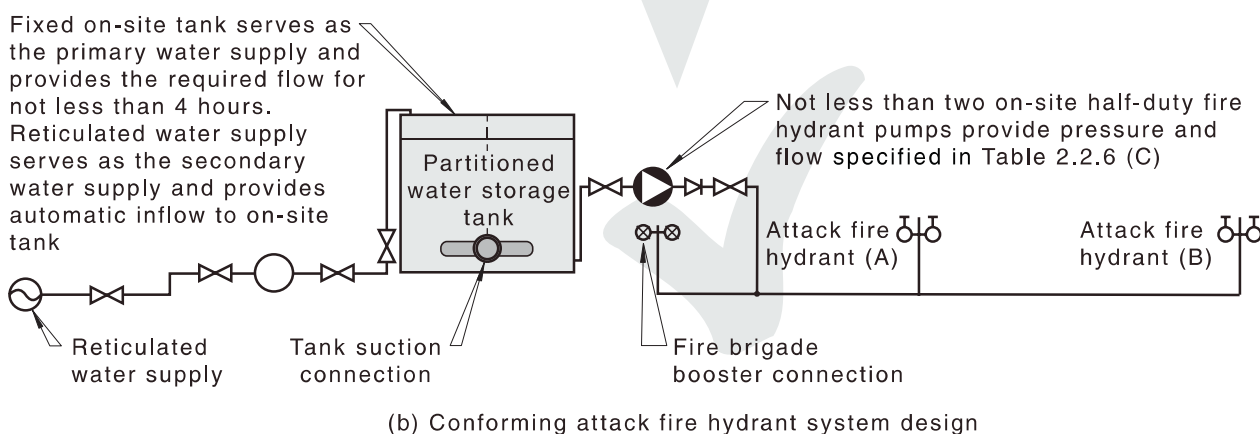 Fixed on-site tank serves as
the primary water supply and
provides the required flow for
not less than 4 hours.
Reticulated water supply
serves as the secondary
water supply and provides
automatic inflow to on-site
tank
Partitioned
water storage
tank
Not less than two on-site half-duty fire
hydrant pumps provide pressure and
flow specified in Table 2.2.6 (C)
Attack fire
hydrant (A)
Attack fire
hydrant (B)
Reticulated
water supply
Tank suction
connection
Fire brigade
booster connection
(b) Conforming attack fire hydrant system design